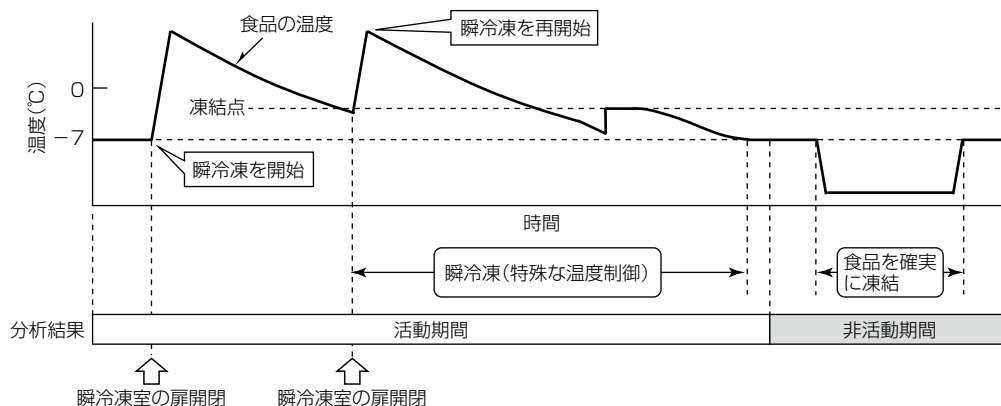 食品の温度
瞬冷凍を再開始
0
凍結点
温度(℃)
−7
瞬冷凍を開始
時間
瞬冷凍(特殊な温度制御)
食品を確実
に凍結
分析結果
活動期間
非活動期間
瞬冷凍室の扉開閉
瞬冷凍室の扉開閉